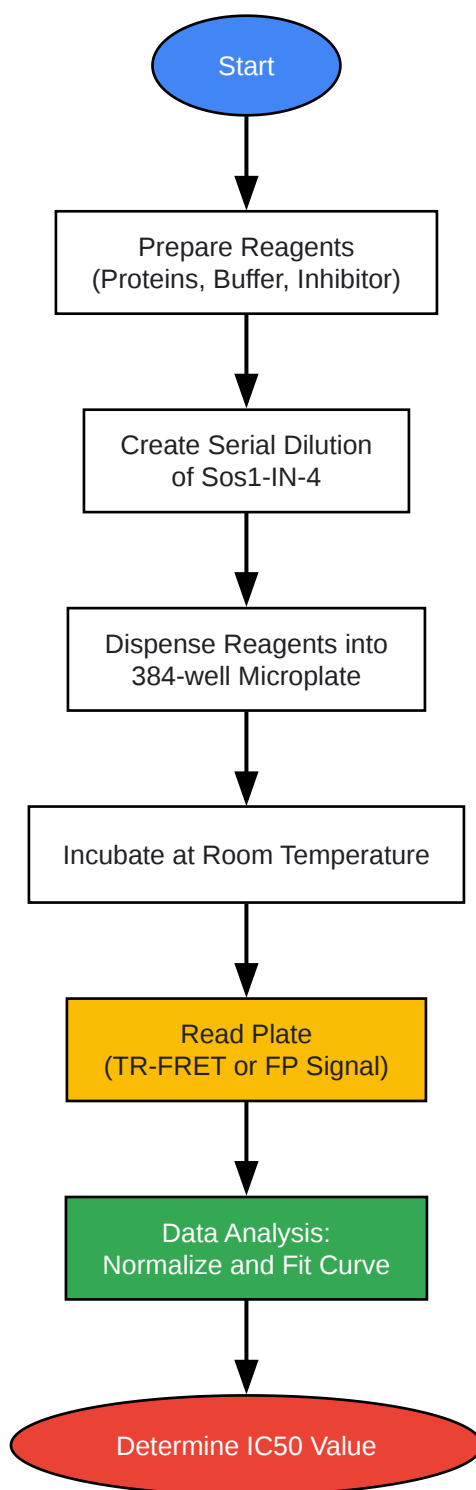 Start
Prepare Reagents
(Proteins, Buffer, Inhibitor)
Create Serial Dilution
of Sos1-IN-4
Dispense Reagents into
384-well Microplate
Incubate at Room Temperature
Read Plate
(TR-FRET or FP Signal)
Data Analysis:
Normalize and Fit Curve
Determine IC50 Value